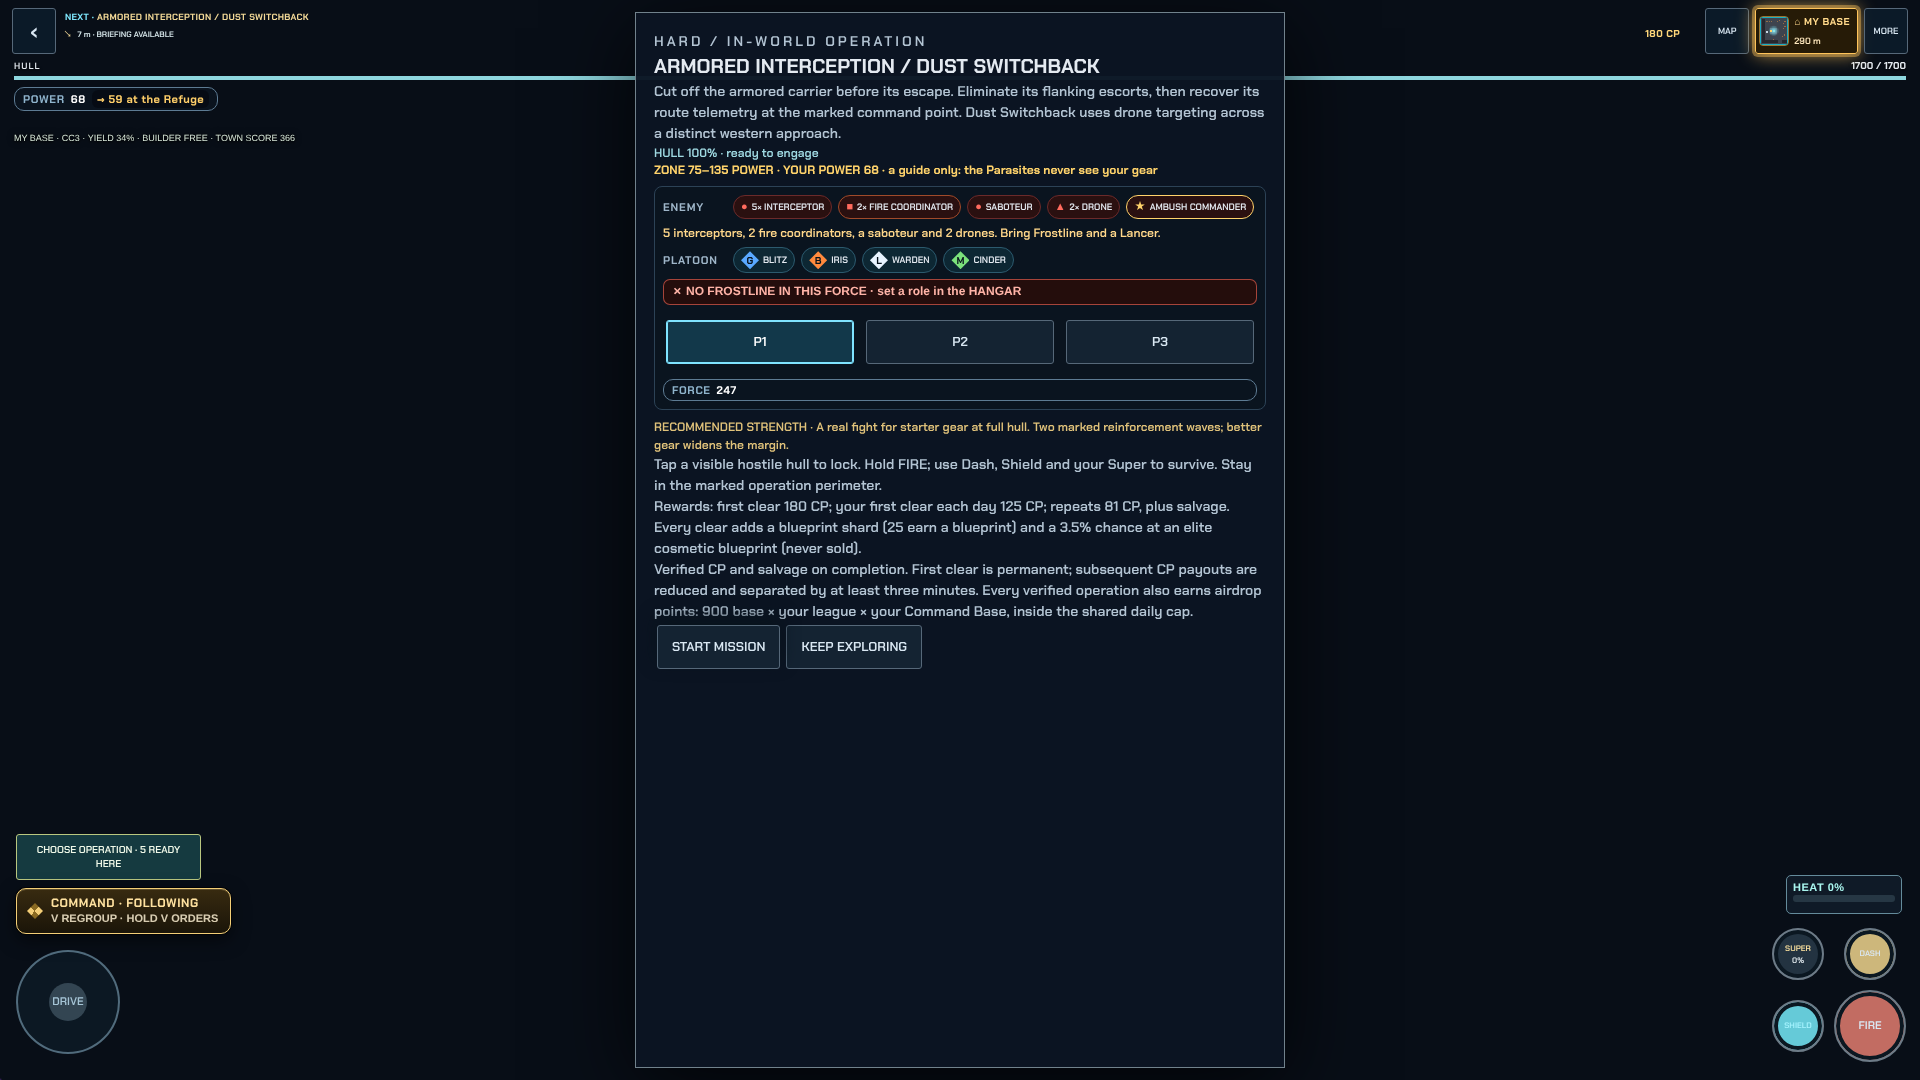 NEXT · ARMORED INTERCEPTION / DUST SWITCHBACK
7 m · BRIEFING AVAILABLE
180 CP
MAP
⌂ MY BASE
290 m
MORE
HULL
1700 / 1700
POWER 68 → 59 at the Refuge
MY BASE · CC3 · YIELD 34% · BUILDER FREE · TOWN SCORE 366
HARD / IN-WORLD OPERATION
ARMORED INTERCEPTION / DUST SWITCHBACK
Cut off the armored carrier before its escape. Eliminate its flanking escorts, then recover its
route telemetry at the marked command point. Dust Switchback uses drone targeting across
a distinct western approach.
HULL 100% · ready to engage
ZONE 75–135 POWER · YOUR POWER 68 · a guide only: the Parasites never see your gear
ENEMY ● 5× INTERCEPTOR ■ 2× FIRE COORDINATOR ● SABOTEUR ▲ 2× DRONE ★ AMBUSH COMMANDER
5 interceptors, 2 fire coordinators, a saboteur and 2 drones. Bring Frostline and a Lancer.
PLATOON G BLITZ B IRIS L WARDEN M CINDER
× NO FROSTLINE IN THIS FORCE · set a role in the HANGAR
P1 P2 P3
FORCE 247
RECOMMENDED STRENGTH · A real fight for starter gear at full hull. Two marked reinforcement waves; better
gear widens the margin.
Tap a visible hostile hull to lock. Hold FIRE; use Dash, Shield and your Super to survive. Stay
in the marked operation perimeter.
Rewards: first clear 180 CP; your first clear each day 125 CP; repeats 81 CP, plus salvage.
Every clear adds a blueprint shard (25 earn a blueprint) and a 3.5% chance at an elite
cosmetic blueprint (never sold).
Verified CP and salvage on completion. First clear is permanent; subsequent CP payouts are
reduced and separated by at least three minutes. Every verified operation also earns airdrop
points: 900 base × your league × your Command Base, inside the shared daily cap.
START MISSION KEEP EXPLORING
CHOOSE OPERATION · 5 READY
HERE
COMMAND · FOLLOWING
V REGROUP · HOLD V ORDERS
DRIVE
HEAT 0%
SUPER
0%
DASH
SHIELD
FIRE